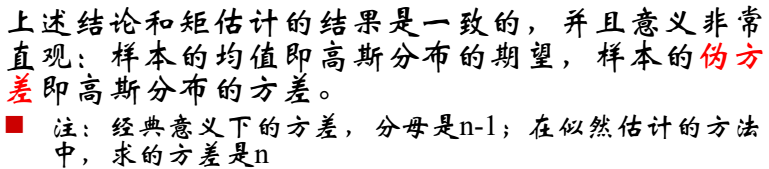 上述结论和矩估计的结果是一致的，并且意义非常
直观：样本的均值即高斯分布的期望，样本的伪方
差即高斯分布的方差。
■ 注：经典意义下的方差，分母是n-1；在似然估计的方法
中，求的方差是n